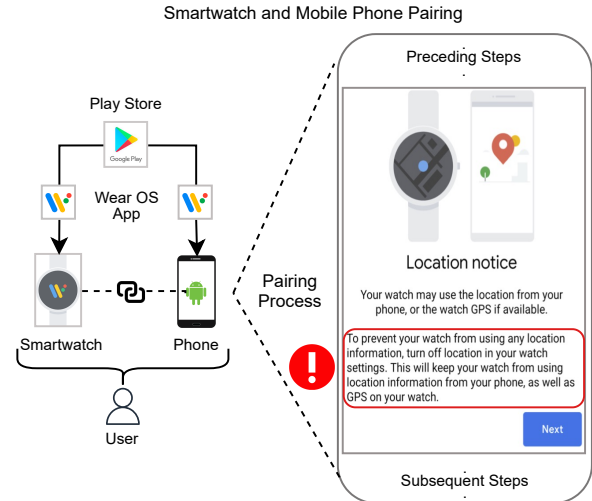 Smartwatch and Mobile Phone Pairing
Preceding Steps
Play Store
Google Play
Wear OS
App
Location notice
Pairing
Process
Your watch may use the location from your
phone, or the watch GPS if available.
To prevent your watch from using any location
information, turn off location in your watch
settings. This will keep your watch from using
location information from your phone, as well as
GPS on your watch.
Smartwatch
Phone
Next
User
Subsequent Steps